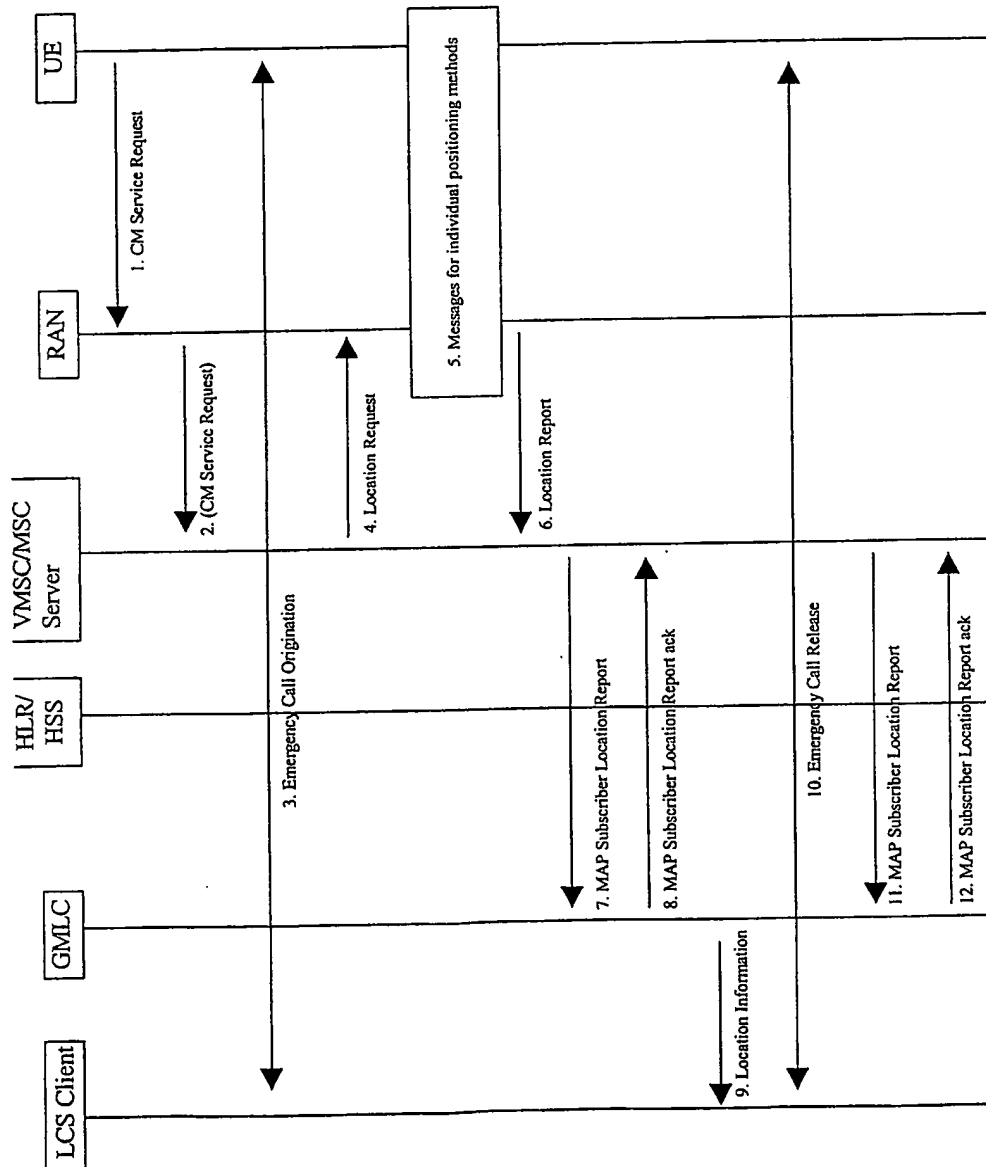 LCS Client
GMLC
HLR/
HSS
VMSC/MSC
Server
RAN
UE
1. CM Service Request
2. (CM Service Request)
3. Emergency Call Origination
4. Location Request
5. Messages for individual positioning methods
6. Location Report
7. MAP Subscriber Location Report
8. MAP Subscriber Location Report ack
9. Location Information
10. Emergency Call Release
11. MAP Subscriber Location Report
12. MAP Subscriber Location Report ack